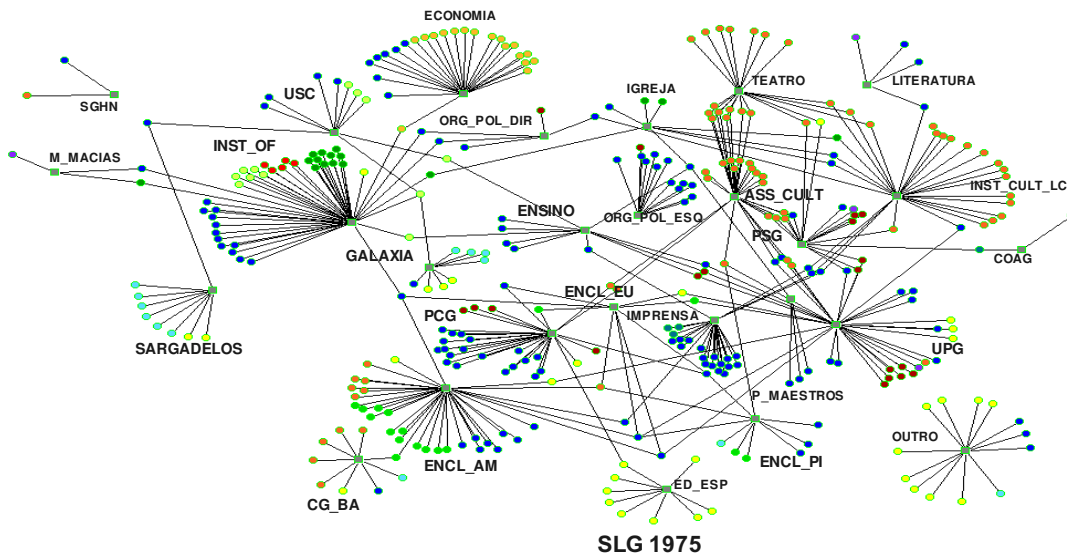 ECONOMIA
TEATRO
LITERATURA
SGHN
USC
IGREJA
ORG_POL_DIR
INST_OF
M_MACIAS
INST_CULT_LC
ASS_CULT
ENSINO
ORG_POL_ESQ
PSG
GALAXIA
COAG
ENCL_EU
PCG
IMPRENSA
SARGADELOS
UPG
P_MAESTROS
OUTRO
ENCL_AM
ENCL_PI
ED_ESP
CG_BA
SLG 1975